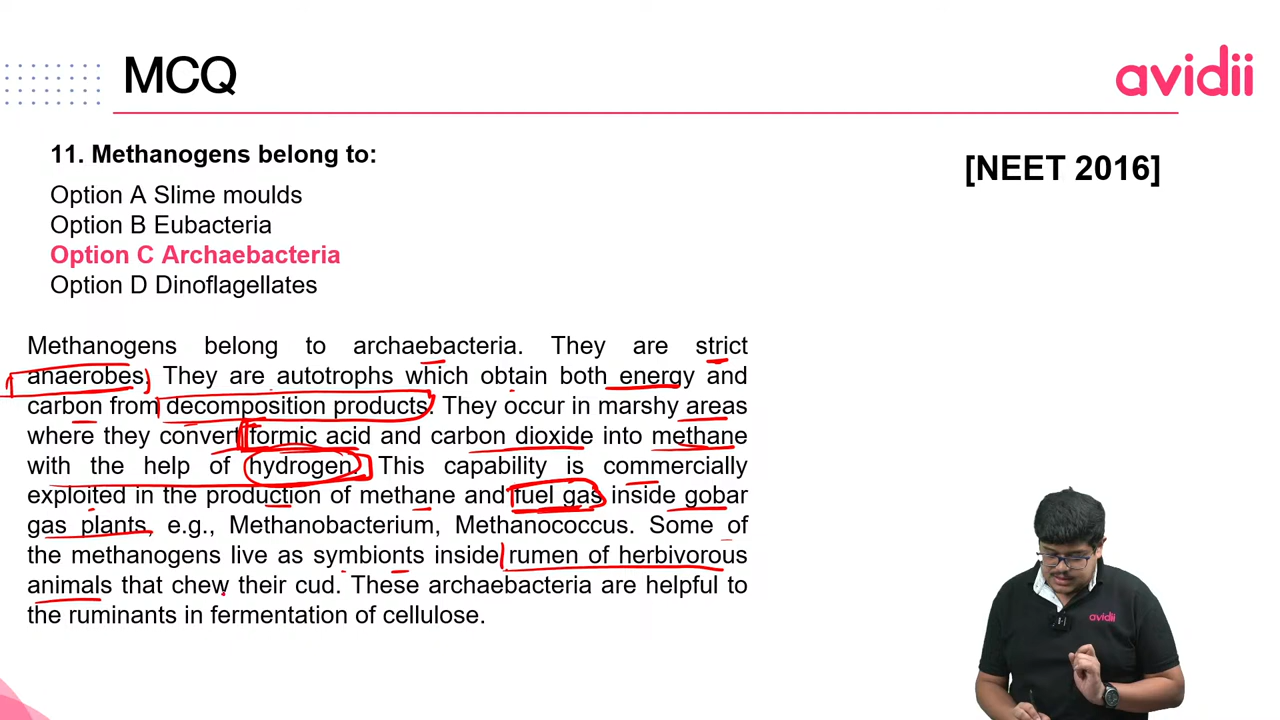 MCQ
avidii
11. Methanogens belong to:
[NEET 2016]
Option A Slime moulds
Option B Eubacteria
Option C Archaebacteria
Option D Dinoflagellates
Methanogens belong to archaebacteria. They are strict
anaerobes. They are autotrophs which obtain both energy and
carbon from decomposition products. They occur in marshy areas
where they convert formic acid and carbon dioxide into methane
with the help of hydrogen. This capability is commercially
exploited in the production of methane and fuel gas inside gobar
gas plants, e.g., Methanobacterium, Methanococcus. Some of
the methanogens live as symbionts inside rumen of herbivorous
animals that chew their cud. These archaebacteria are helpful to
the ruminants in fermentation of cellulose.
avidii